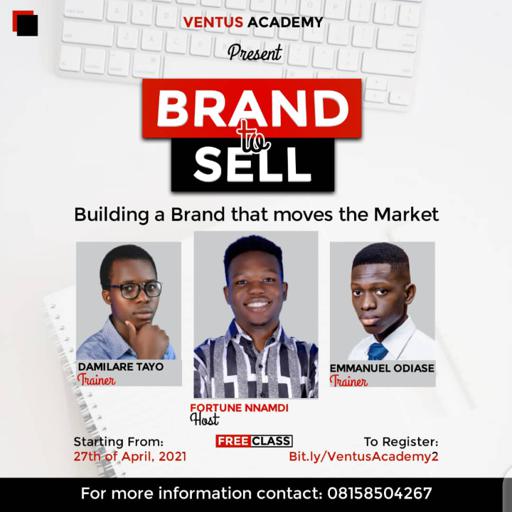 VENTUS ACADEMY
Present
BRAND
to
SELL
Building a Brand that moves the Market
DAMILARE TAYO
Trainer
FORTUNE NNAMDI
Host
EMMANUEL ODIASE
Trainer
Starting From:
27th of April, 2021
FREE CLASS
To Register:
Bit.ly/VentusAcademy2
For more information contact: 08158504267